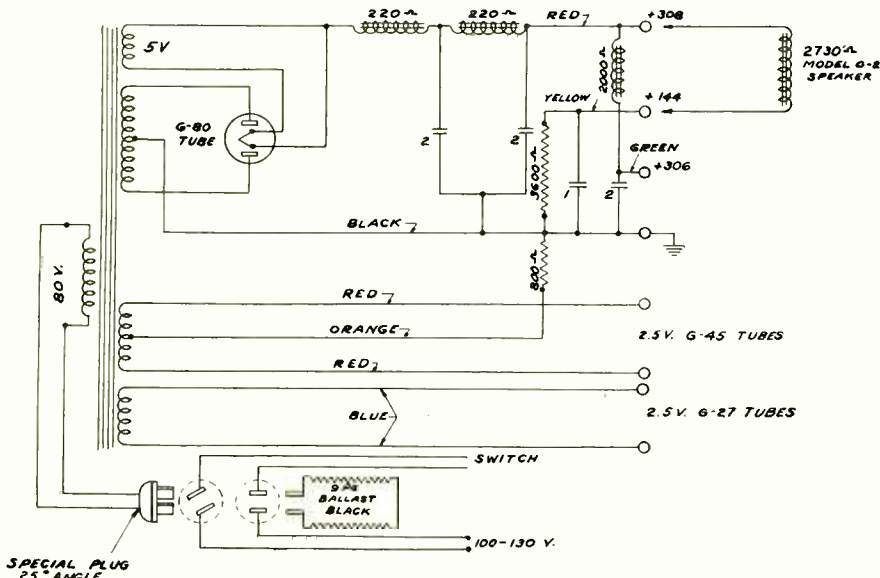 220 Ω
220 Ω
RED
+308
5V
2730 Ω
MODEL G-2
SPEAKER
2000 Ω
YELLOW
+144
G-80
TUBE
2
2
3600 Ω
GREEN
+306
1
2
BLACK
80 V.
800 Ω
RED
ORANGE
2.5 V. G-45 TUBES
RED
BLUE
2.5 V. G-27 TUBES
SWITCH
BALLAST
BLACK
100-130 V.
SPECIAL PLUG
25° ANGLE